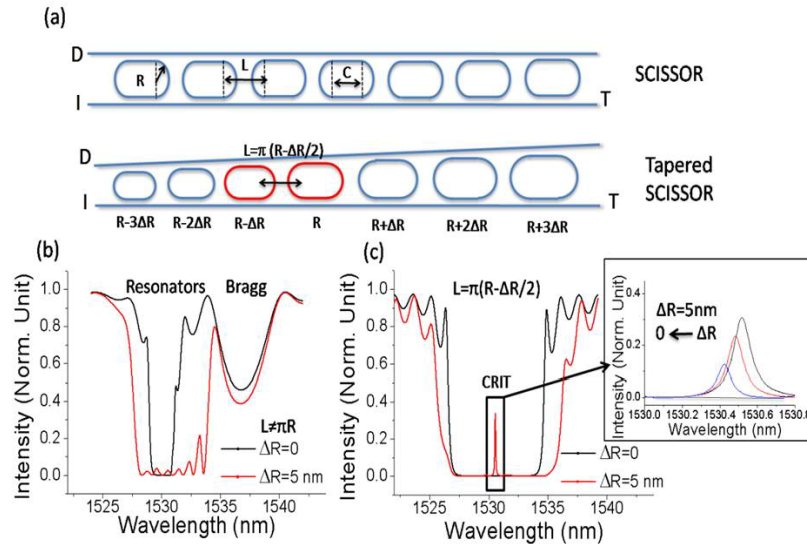 (a)
D
R
L
C
SCISSOR
I
T
L=π (R-ΔR/2)
D
Tapered
SCISSOR
I
T
R-3ΔR R-2ΔR R-ΔR R R+ΔR R+2ΔR R+3ΔR
(b)
Resonators Bragg
Intensity (Norm. Unit)
1.0
0.8
0.6
0.4
0.2
0.0
L≠πR
ΔR=0
ΔR=5 nm
1525 1530 1535 1540
Wavelength (nm)
(c)
L=π(R-ΔR/2)
Intensity (Norm. Unit)
1.0
0.8
0.6
0.4
0.2
0.0
CRIT
ΔR=0
ΔR=5 nm
1525 1530 1535 1540
Wavelength (nm)
Intensity (Norm. Unit)
0.4
0.2
0.0
ΔR=5nm
0 ← ΔR
1530.0 1530.2 1530.4 1530.6 1530.8
Wavelength (nm)